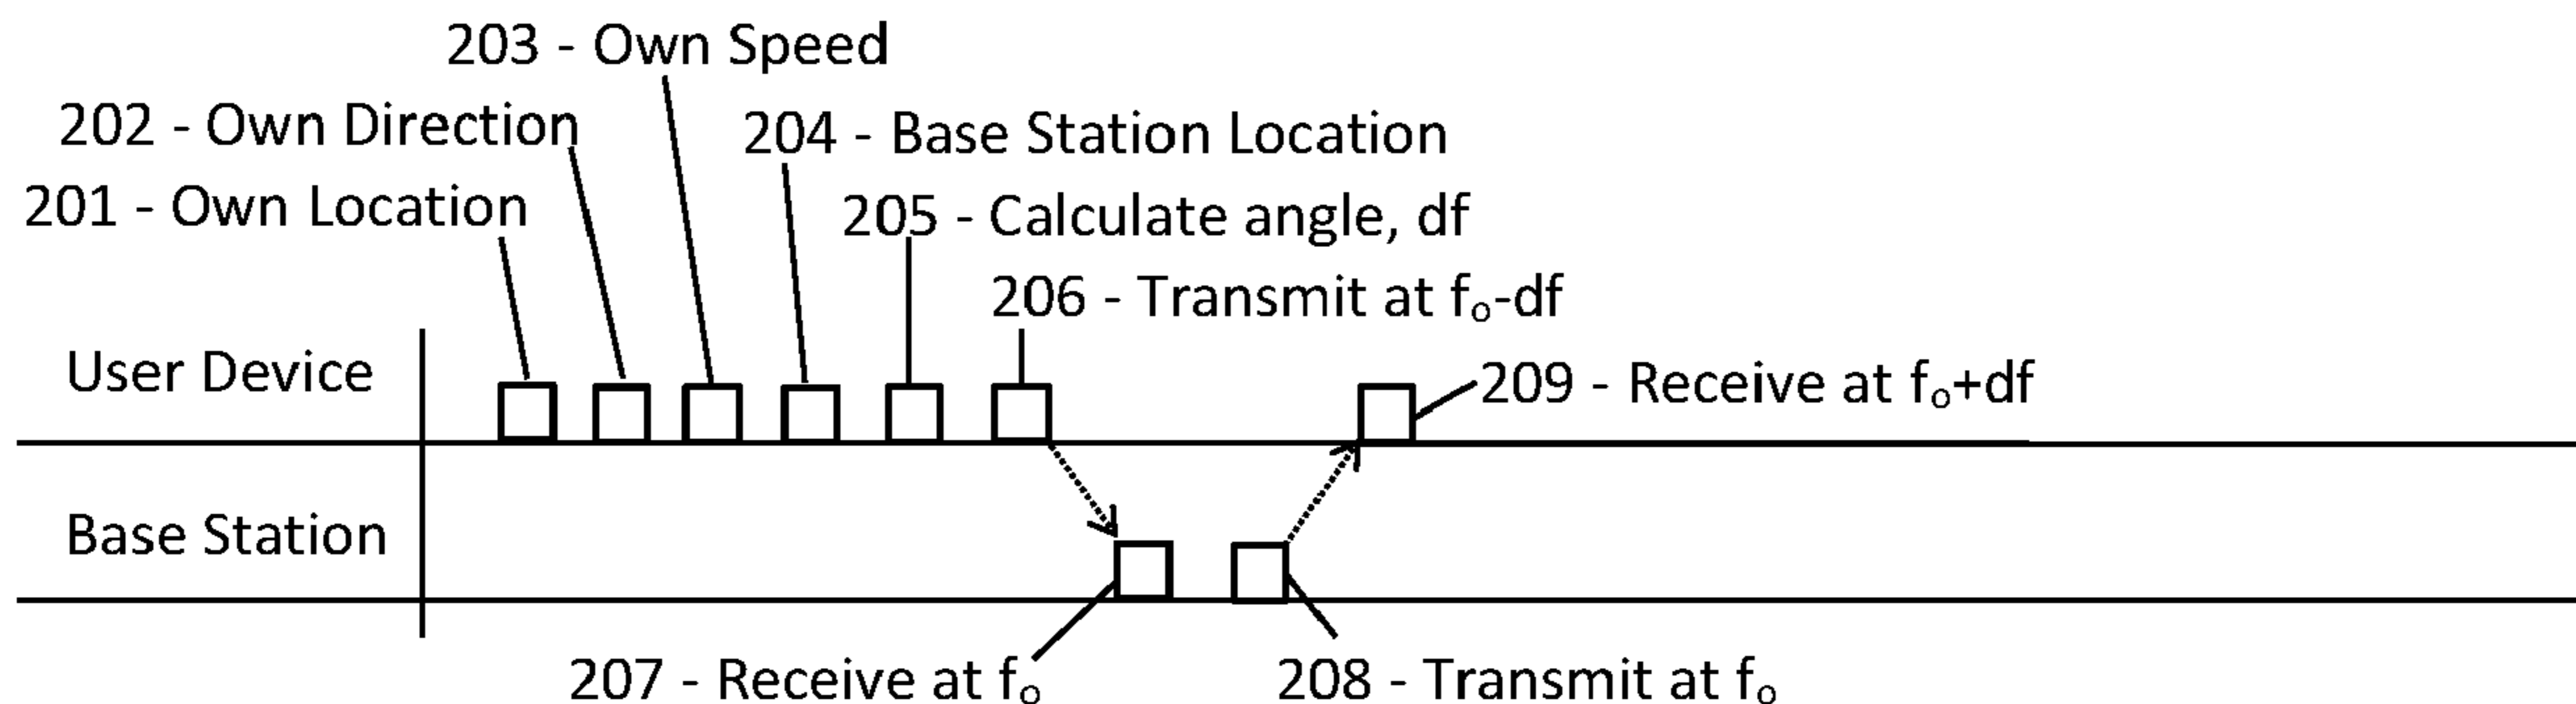 203 - Own Speed
202 - Own Direction
204 - Base Station Location
201 - Own Location
205 - Calculate angle, df
206 - Transmit at fₒ-df
User Device
209 - Receive at fₒ+df
Base Station
207 - Receive at fₒ
208 - Transmit at fₒ